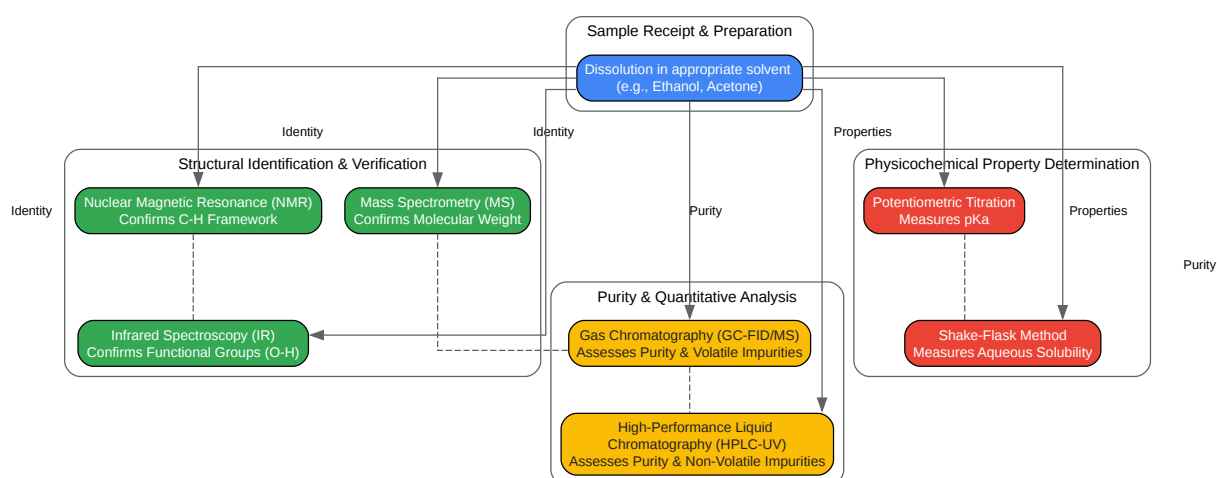 Sample Receipt & Preparation
Dissolution in appropriate solvent
(e.g., Ethanol, Acetone)
Identity
Identity
Properties
Structural Identification & Verification
Physicochemical Property Determination
Nuclear Magnetic Resonance (NMR)
Confirms C-H Framework
Mass Spectrometry (MS)
Confirms Molecular Weight
Potentiometric Titration
Measures pKa
Identity
Purity
Properties
Purity
Purity & Quantitative Analysis
Infrared Spectroscopy (IR)
Confirms Functional Groups (O-H)
Gas Chromatography (GC-FID/MS)
Assesses Purity & Volatile Impurities
Shake-Flask Method
Measures Aqueous Solubility
High-Performance Liquid
Chromatography (HPLC-UV)
Assesses Purity & Non-Volatile Impurities